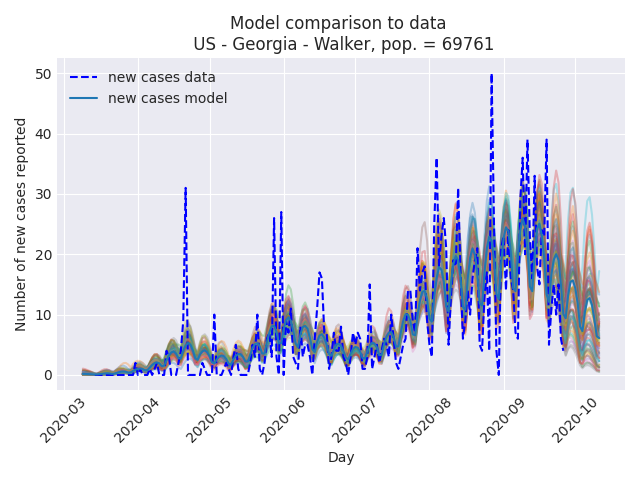 Model comparison to data
US - Georgia - Walker, pop. = 69761
new cases data
new cases model
Number of new cases reported
50
40
30
20
10
0
2020-03
2020-04
2020-05
2020-06
2020-07
2020-08
2020-09
2020-10
Day